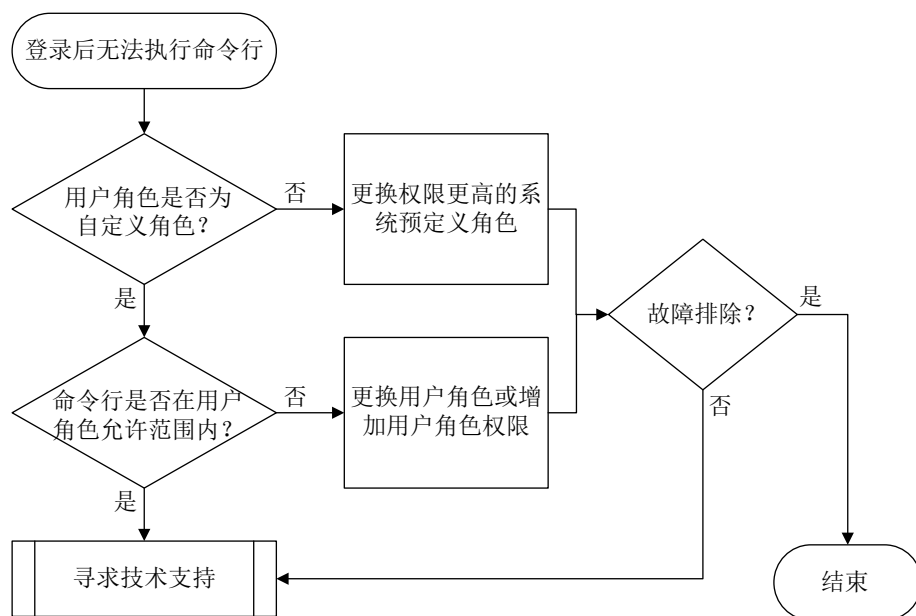 登录后无法执行命令行
用户角色是否为
自定义角色？
否
更换权限更高的系
统预定义角色
是
故障排除？
是
命令行是否在用户
角色允许范围内？
否
更换用户角色或增
加用户角色权限
否
是
寻求技术支持
结束